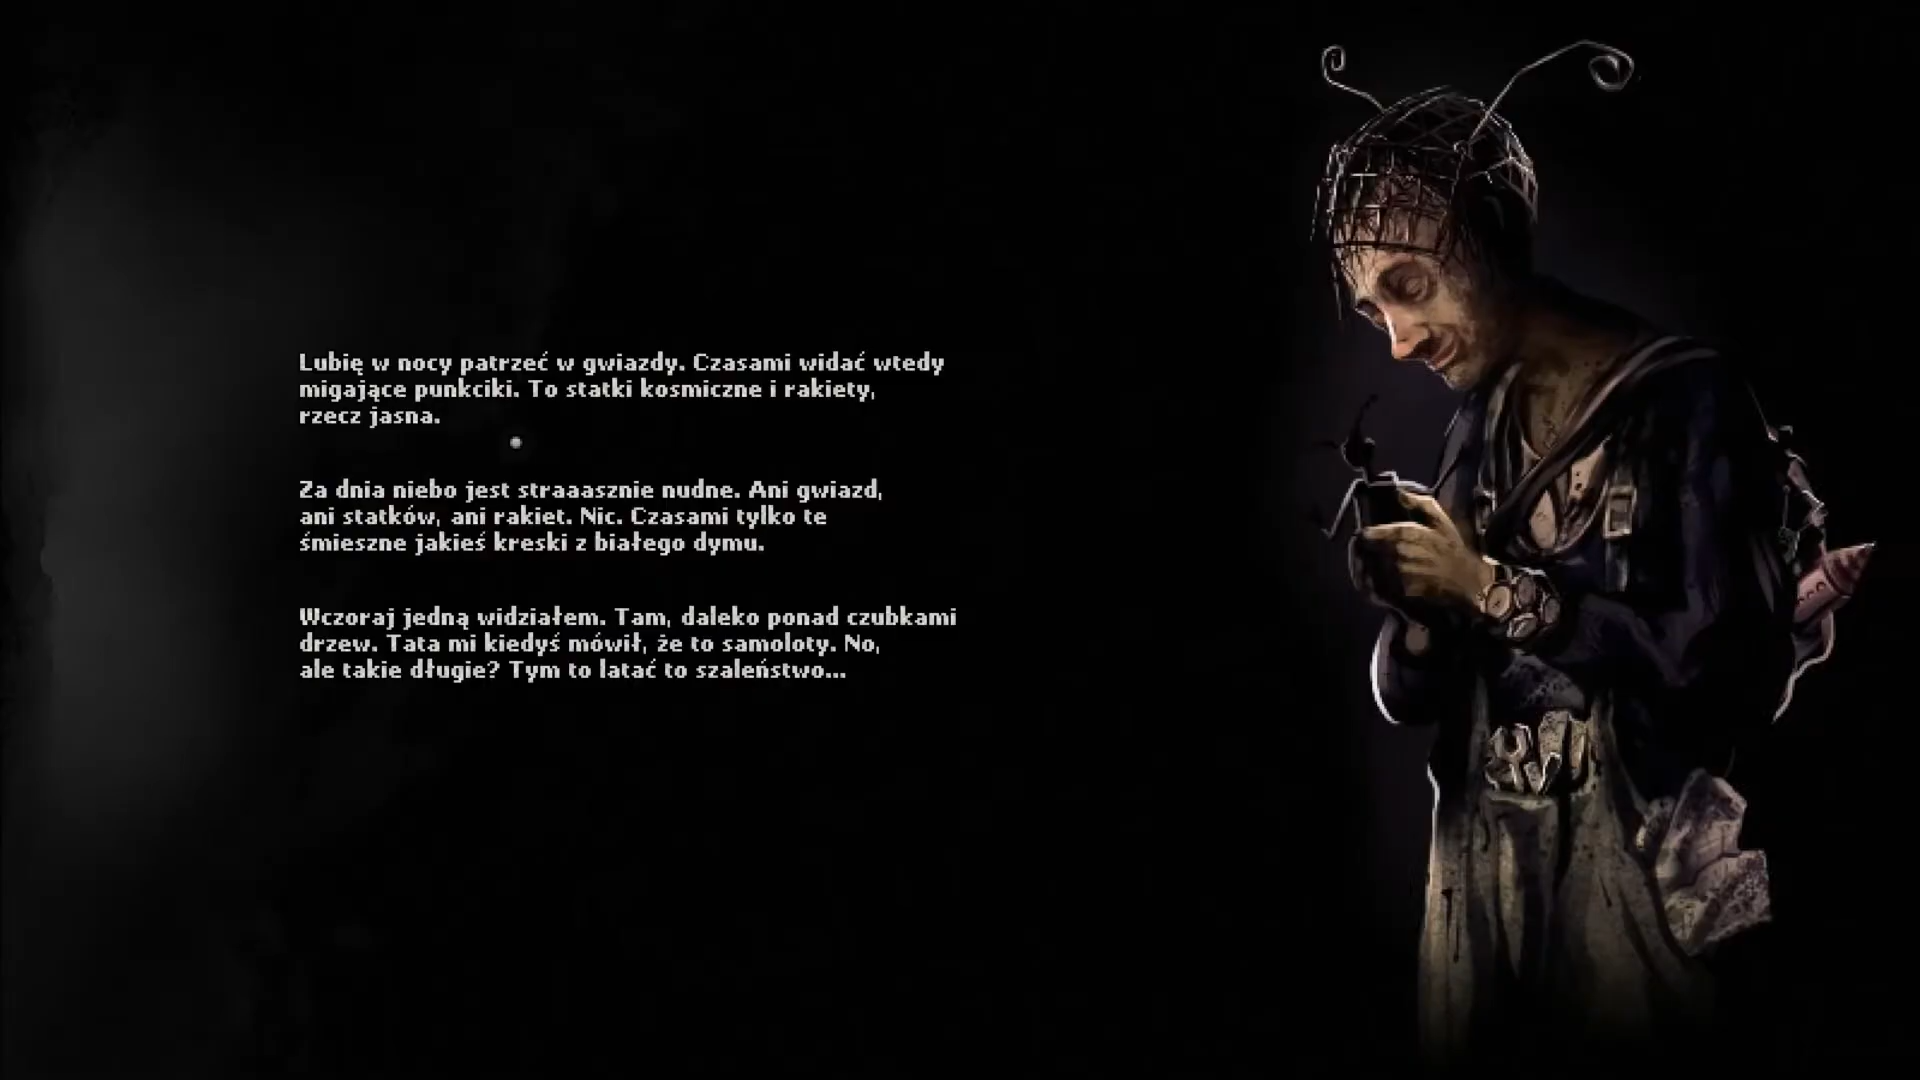 Lubię w nocy patrzeć w gwiazdy. Czasami widać wtedy
migające punkciki. To statki kosmiczne i rakiety,
rzecz jasna.
Za dnia niebo jest straaasznie nudne. Ani gwiazd,
ani statków, ani rakiet. Nic. Czasami tylko te
śmieszne jakieś kreski z białego dymu.
Wczoraj jedną widziałem. Tam, daleko ponad czubkami
drzew. Tata mi kiedyś mówił, że to samoloty. No,
ale takie długie? Tym to latać to szaleństwo...